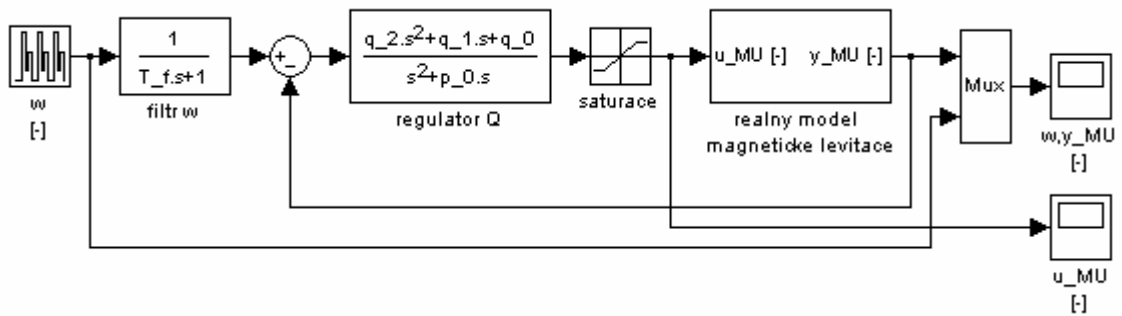 w
[-]
1
T_f.s+1
filtr w
+
−
q_2.s²+q_1.s+q_0
s²+p_0.s
regulator Q
saturace
u_MU [-] y_MU [-]
realny model
magneticke levitace
Mux
w,y_MU
[-]
u_MU
[-]